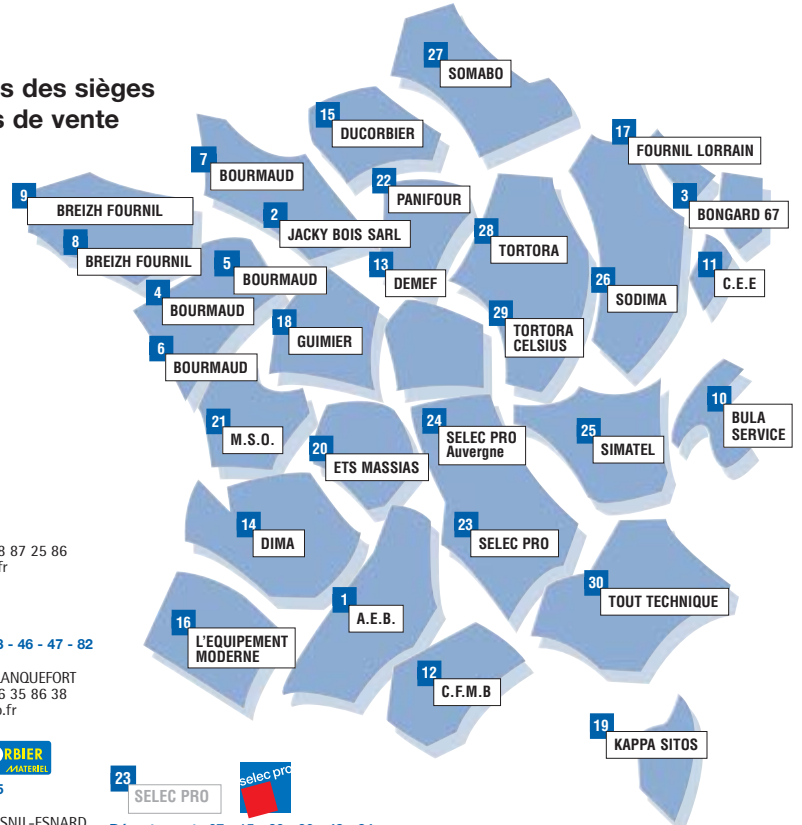 s des sièges
s de vente
27
SOMABO
15
DUCORBIER
17
FOURNIL LORRAIN
7
BOURMAUD
22
PANIFOUR
9
BREIZH FOURNIL
3
BONGARD 67
2
JACKY BOIS SARL
28
TORTORA
8
BREIZH FOURNIL
5
BOURMAUD
13
DEMEF
11
C.E.E
26
SODIMA
4
BOURMAUD
18
GUIMIER
29
TORTORA
CELSIUS
6
BOURMAUD
10
BULA
SERVICE
21
M.S.O.
24
SELEC PRO
Auvergne
25
SIMATEL
20
ETS MASSIAS
14
DIMA
23
SELEC PRO
30
TOUT TECHNIQUE
1
A.E.B.
16
L'EQUIPEMENT
MODERNE
12
C.F.M.B
19
KAPPA SITOS
8 87 25 86
fr
- 46 - 47 - 82
ANQUEFORT
6 35 86 38
.fr
RBIER
MATERIEL
SNIL-ESNARD
23
SELEC PRO
selec pro